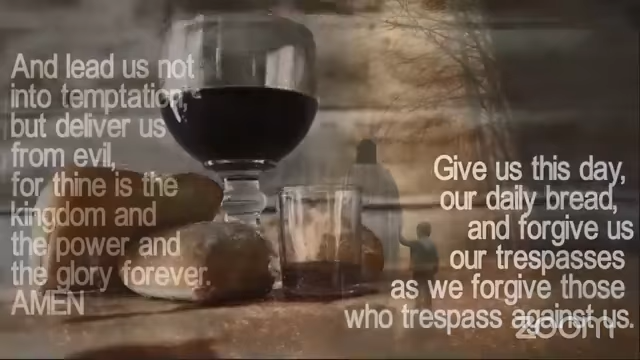 And lead us not
into temptation,
but deliver us
from evil,
for thine is the
kingdom and
the power and
the glory forever.
AMEN
Give us this day,
our daily bread,
and forgive us
our trespasses
as we forgive those
who trespass against us.
zoom